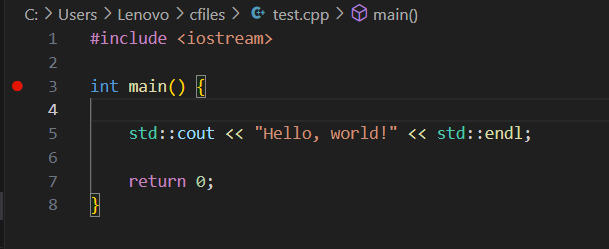 C: > Users > Lenovo > cfiles > test.cpp > main()
1 #include <iostream>
2
3 int main() {
4
5 std::cout << "Hello, world!" << std::endl;
6
7 return 0;
8 }